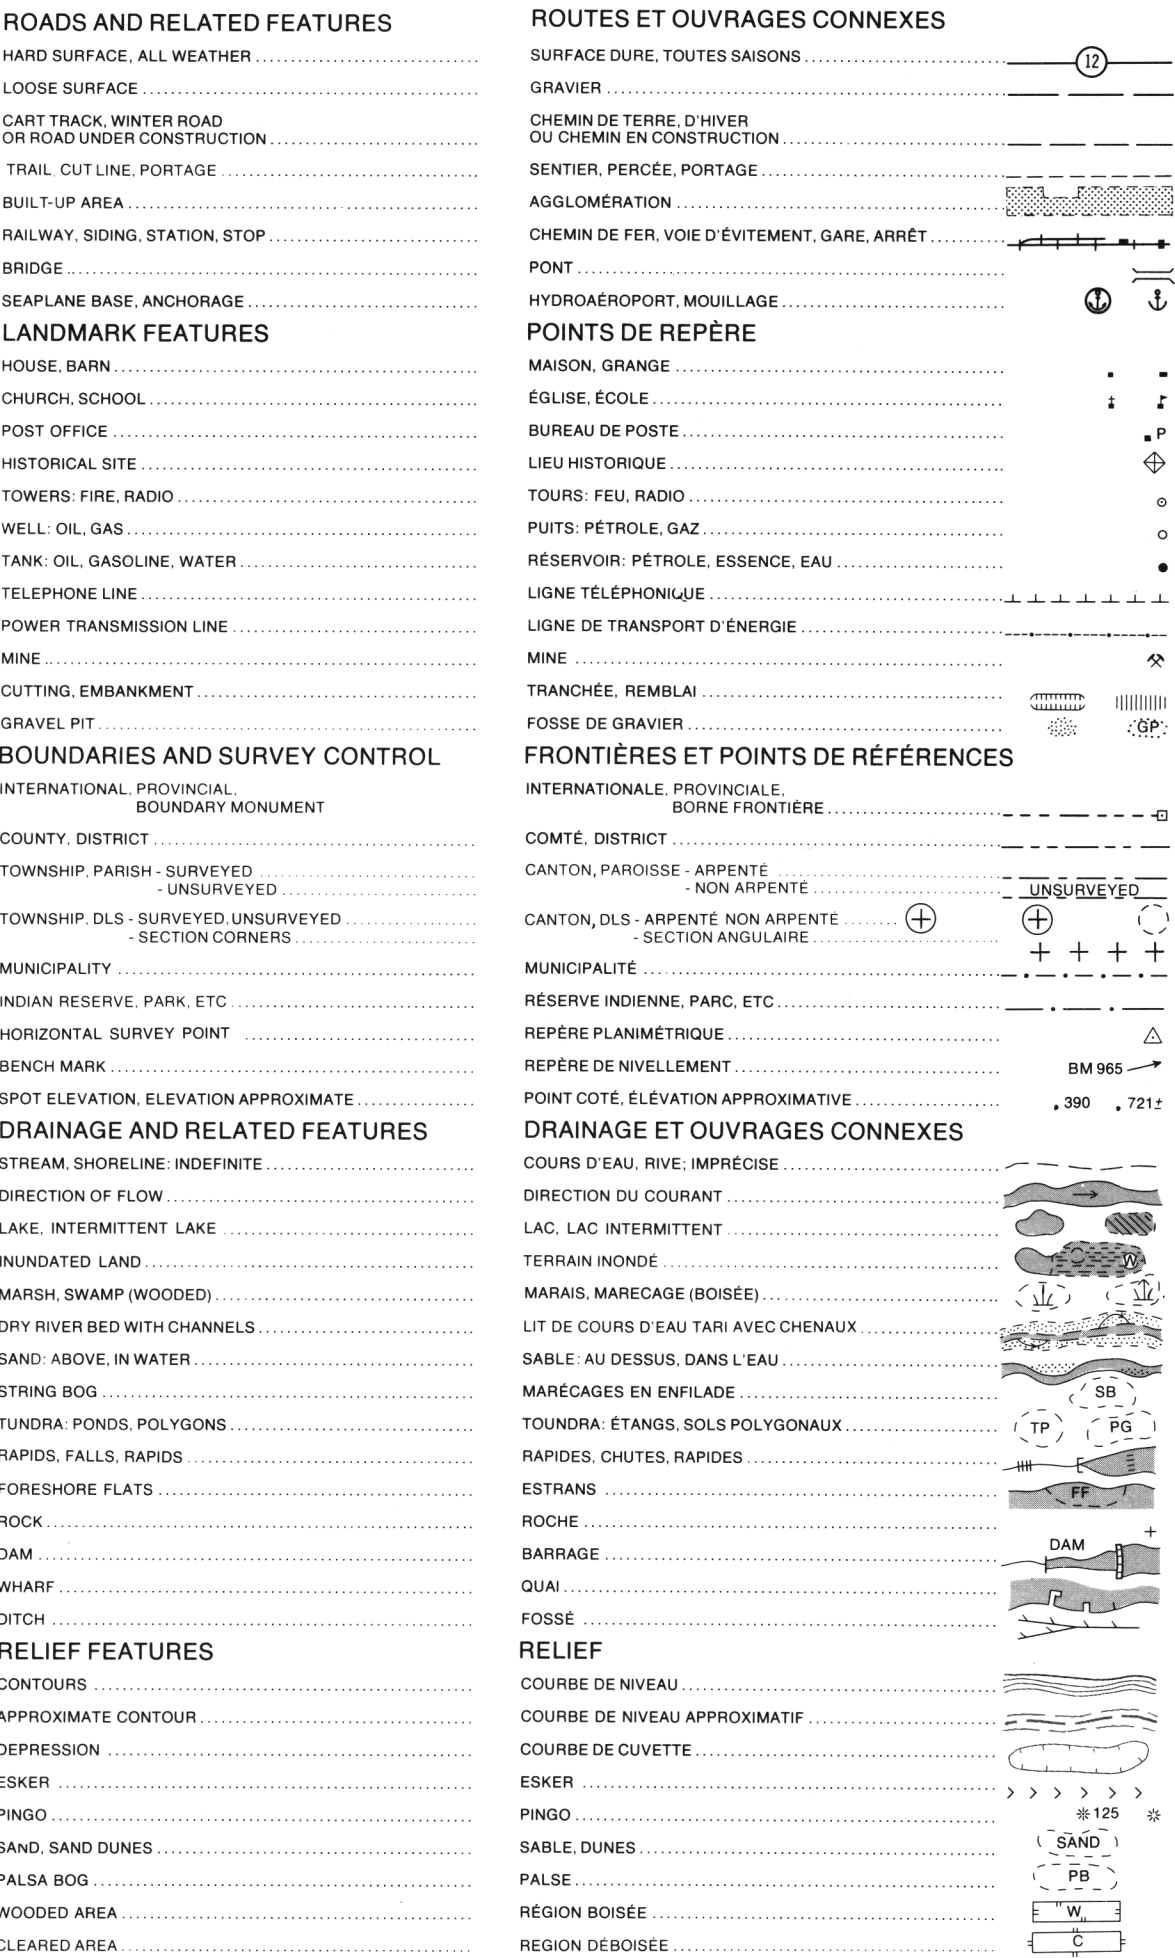 ROADS AND RELATED FEATURES
HARD SURFACE, ALL WEATHER
LOOSE SURFACE
CART TRACK, WINTER ROAD
OR ROAD UNDER CONSTRUCTION
TRAIL, CUT LINE, PORTAGE
BUILT-UP AREA
RAILWAY, SIDING, STATION, STOP
BRIDGE
SEAPLANE BASE, ANCHORAGE
LANDMARK FEATURES
HOUSE, BARN
CHURCH, SCHOOL
POST OFFICE
HISTORICAL SITE
TOWERS: FIRE, RADIO
WELL: OIL, GAS
TANK: OIL, GASOLINE, WATER
TELEPHONE LINE
POWER TRANSMISSION LINE
MINE
CUTTING, EMBANKMENT
GRAVEL PIT
BOUNDARIES AND SURVEY CONTROL
INTERNATIONAL, PROVINCIAL,
BOUNDARY MONUMENT
COUNTY, DISTRICT
TOWNSHIP, PARISH - SURVEYED
- UNSURVEYED
TOWNSHIP, DLS - SURVEYED, UNSURVEYED
- SECTION CORNERS
MUNICIPALITY
INDIAN RESERVE, PARK, ETC
HORIZONTAL SURVEY POINT
BENCH MARK
SPOT ELEVATION, ELEVATION APPROXIMATE
DRAINAGE AND RELATED FEATURES
STREAM, SHORELINE: INDEFINITE
DIRECTION OF FLOW
LAKE, INTERMITTENT LAKE
INUNDATED LAND
MARSH, SWAMP (WOODED)
DRY RIVER BED WITH CHANNELS
SAND: ABOVE, IN WATER
STRING BOG
TUNDRA: PONDS, POLYGONS
RAPIDS, FALLS, RAPIDS
FORESHORE FLATS
ROCK
DAM
WHARF
DITCH
RELIEF FEATURES
CONTOURS
APPROXIMATE CONTOUR
DEPRESSION
ESKER
PINGO
SAND, SAND DUNES
PALSA BOG
WOODED AREA
CLEARED AREA
ROUTES ET OUVRAGES CONNEXES
SURFACE DURE, TOUTES SAISONS 12
GRAVIER
CHEMIN DE TERRE, D'HIVER
OU CHEMIN EN CONSTRUCTION
SENTIER, PERCÉE, PORTAGE
AGGLOMÉRATION
CHEMIN DE FER, VOIE D'ÉVITEMENT, GARE, ARRÊT
PONT
HYDROAÉROPORT, MOUILLAGE
POINTS DE REPÈRE
MAISON, GRANGE
ÉGLISE, ÉCOLE
BUREAU DE POSTE P
LIEU HISTORIQUE
TOURS: FEU, RADIO
PUITS: PÉTROLE, GAZ
RÉSERVOIR: PÉTROLE, ESSENCE, EAU
LIGNE TÉLÉPHONIQUE
LIGNE DE TRANSPORT D'ÉNERGIE
MINE
TRANCHÉE, REMBLAI
FOSSE DE GRAVIER GP
FRONTIÈRES ET POINTS DE RÉFÉRENCES
INTERNATIONALE, PROVINCIALE,
BORNE FRONTIÈRE
COMTÉ, DISTRICT
CANTON, PAROISSE - ARPENTÉ
- NON ARPENTÉ UNSURVEYED
CANTON, DLS - ARPENTÉ NON ARPENTÉ
- SECTION ANGULAIRE
MUNICIPALITÉ
RÉSERVE INDIENNE, PARC, ETC
REPÈRE PLANIMÉTRIQUE
REPÈRE DE NIVELLEMENT BM 965
POINT COTÉ, ÉLÉVATION APPROXIMATIVE .390 .721±
DRAINAGE ET OUVRAGES CONNEXES
COURS D'EAU, RIVE; IMPRÉCISE
DIRECTION DU COURANT
LAC, LAC INTERMITTENT
TERRAIN INONDÉ W
MARAIS, MARECAGE (BOISÉE)
LIT DE COURS D'EAU TARI AVEC CHENAUX
SABLE: AU DESSUS, DANS L'EAU
MARÉCAGES EN ENFILADE SB
TOUNDRA: ÉTANGS, SOLS POLYGONAUX TP PG
RAPIDES, CHUTES, RAPIDES
ESTRANS FF
ROCHE
BARRAGE DAM
QUAI
FOSSÉ
RELIEF
COURBE DE NIVEAU
COURBE DE NIVEAU APPROXIMATIF
COURBE DE CUVETTE
ESKER
PINGO 125
SABLE, DUNES SAND
PALSE PB
RÉGION BOISÉE W
REGION DÉBOISÉE C